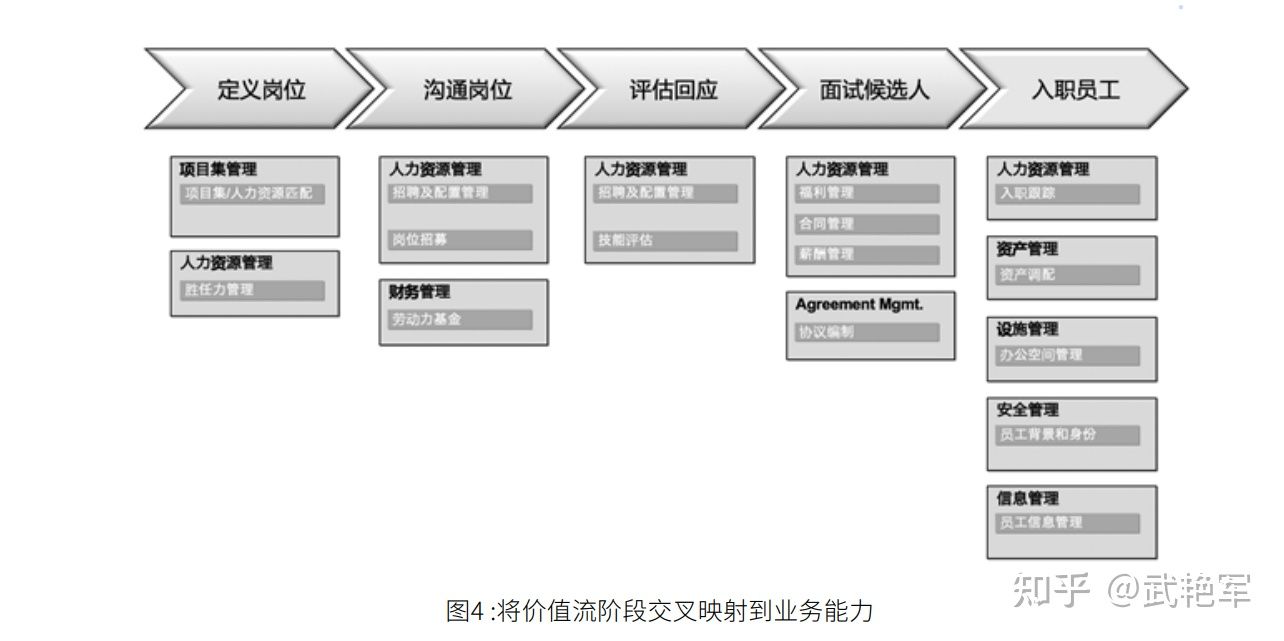 定义岗位
沟通岗位
评估回应
面试候选人
入职员工
项目集管理
项目集/人力资源匹配
人力资源管理
胜任力管理
人力资源管理
招聘及配置管理
岗位招募
财务管理
劳动力基金
人力资源管理
招聘及配置管理
技能评估
人力资源管理
福利管理
合同管理
薪酬管理
Agreement Mgmt.
协议编制
人力资源管理
入职跟踪
资产管理
资产调配
设施管理
办公空间管理
安全管理
员工背景和身份
信息管理
员工信息管理
知乎 @武艳军
图4 :将价值流阶段交叉映射到业务能力